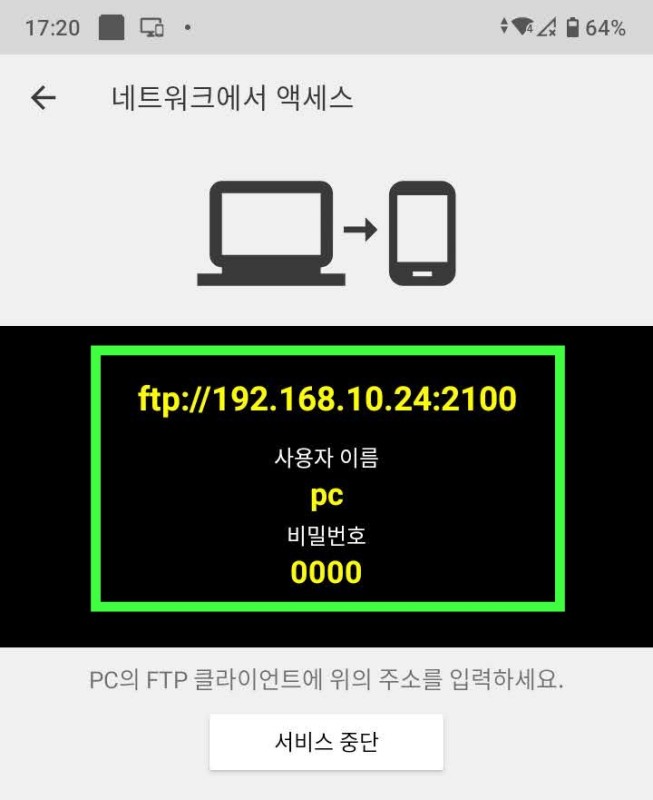 17:20
4
64%
네트워크에서 액세스
ftp://192.168.10.24:2100
사용자 이름
pc
비밀번호
0000
PC의 FTP 클라이언트에 위의 주소를 입력하세요.
서비스 중단